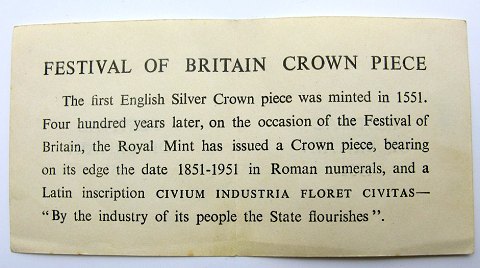 FESTIVAL OF BRITAIN CROWN PIECE
The first English Silver Crown piece was minted in 1551.
Four hundred years later, on the occasion of the Festival of
Britain, the Royal Mint has issued a Crown piece, bearing
on its edge the date 1851-1951 in Roman numerals, and a
Latin inscription CIVIUM INDUSTRIA FLORET CIVITAS—
“By the industry of its people the State flourishes”.